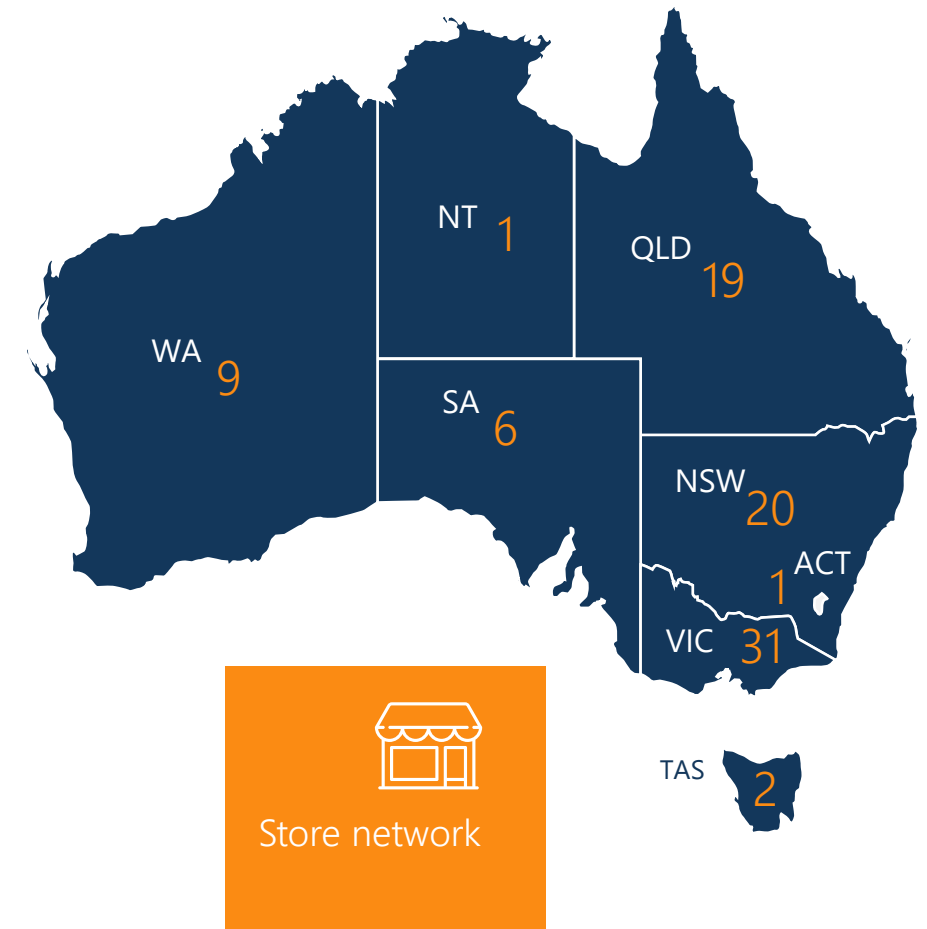 NT 1
QLD 19
WA 9
SA 6
NSW 20
ACT 1
VIC 31
TAS 2
Store network